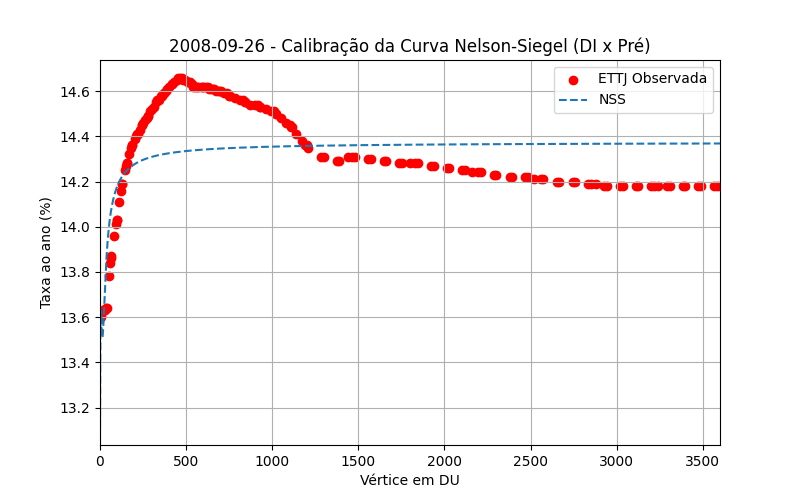 2008-09-26 - Calibração da Curva Nelson-Siegel (DI x Pré)
ETTJ Observada
NSS
Taxa ao ano (%)
14.6
14.4
14.2
14.0
13.8
13.6
13.4
13.2
0 500 1000 1500 2000 2500 3000 3500
Vértice em DU